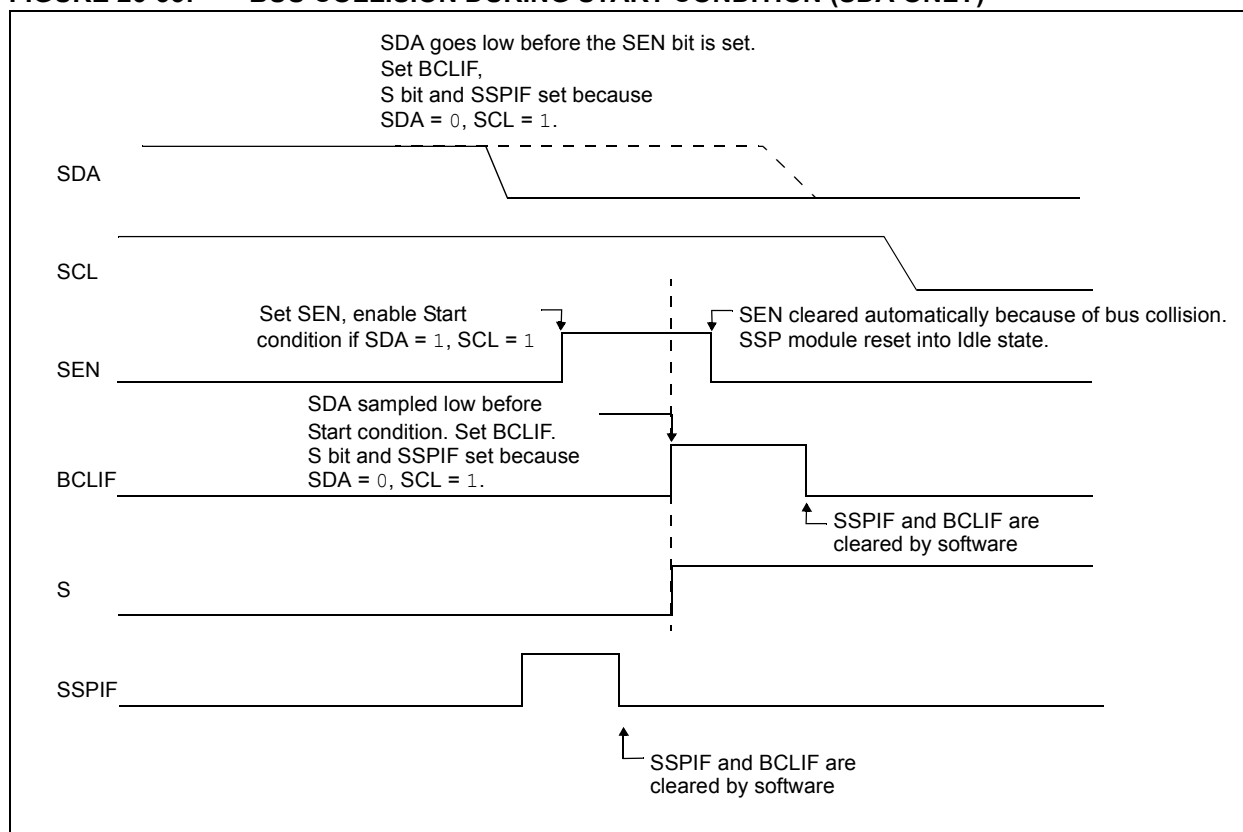 SDA goes low before the SEN bit is set.
Set BCLIF,
S bit and SSPIF set because
SDA = 0, SCL = 1.
SDA
SCL
Set SEN, enable Start
condition if SDA = 1, SCL = 1
SEN cleared automatically because of bus collision.
SSP module reset into Idle state.
SEN
SDA sampled low before
Start condition. Set BCLIF.
S bit and SSPIF set because
SDA = 0, SCL = 1.
BCLIF
SSPIF and BCLIF are
cleared by software
S
SSPIF
SSPIF and BCLIF are
cleared by software